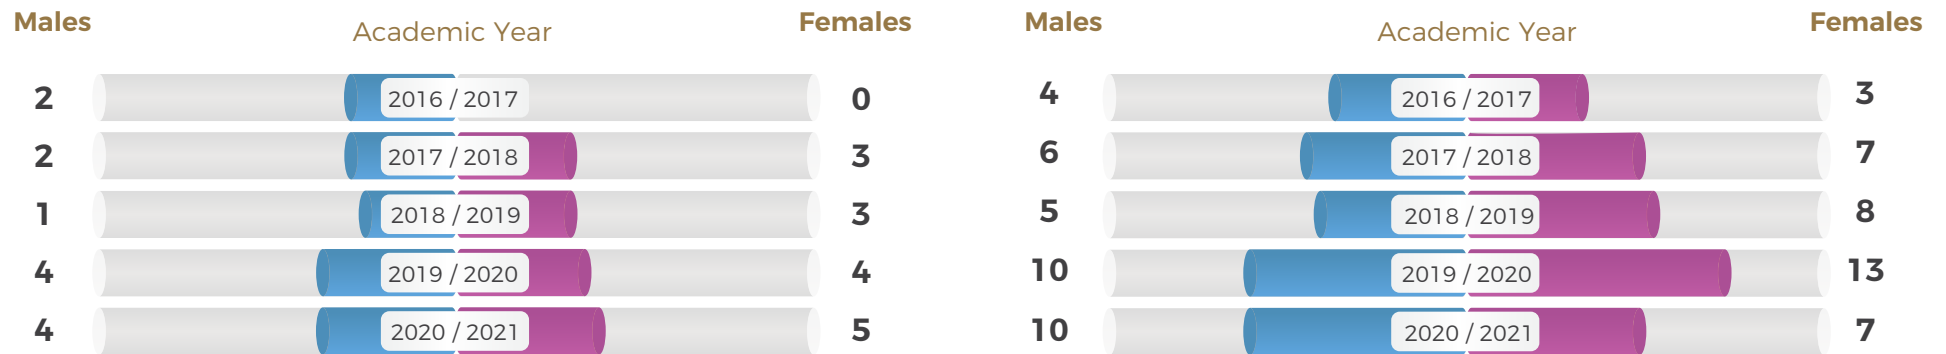 Males Academic Year Females
2 2016 / 2017 0
2 2017 / 2018 3
1 2018 / 2019 3
4 2019 / 2020 4
4 2020 / 2021 5
Males Academic Year Females
4 2016 / 2017 3
6 2017 / 2018 7
5 2018 / 2019 8
10 2019 / 2020 13
10 2020 / 2021 7